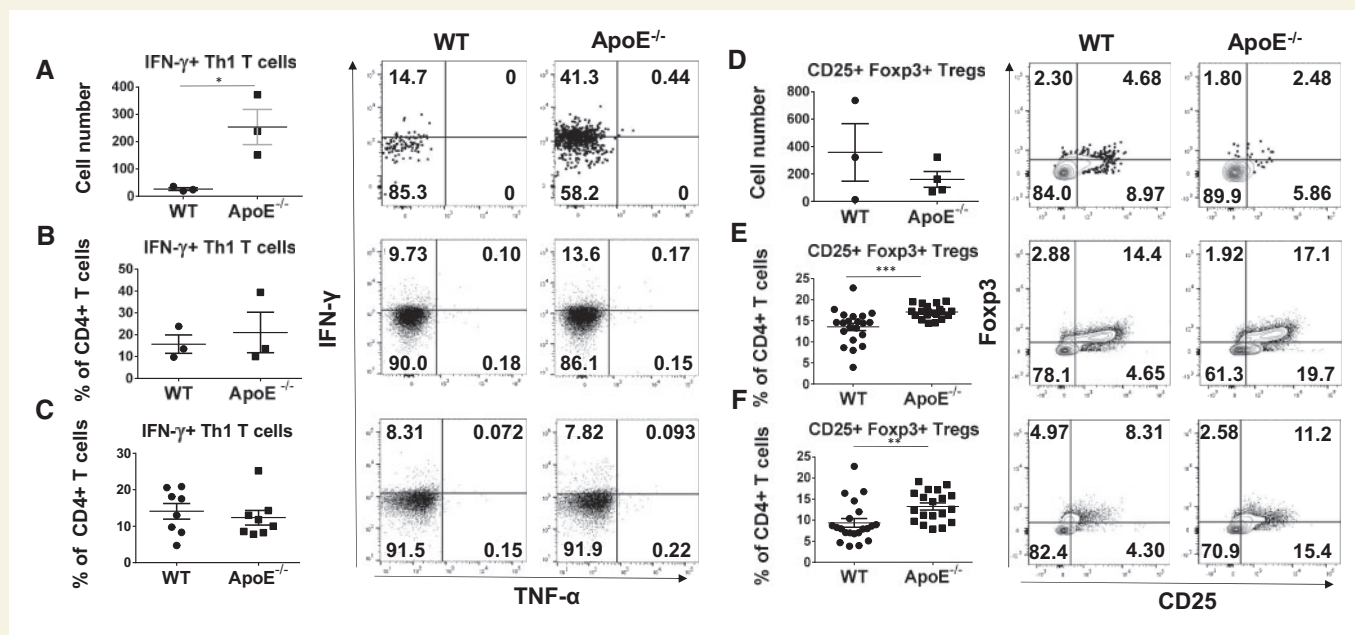 A
IFN-γ+ Th1 T cells
*
Cell number
400
300
200
100
0
WT
ApoE-/-
B
IFN-γ+ Th1 T cells
% of CD4+ T cells
50
40
30
20
10
0
WT
ApoE-/-
C
IFN-γ+ Th1 T cells
% of CD4+ T cells
30
20
10
0
WT
ApoE-/-
WT
ApoE-/-
14.7 0
85.3 0
41.3 0.44
58.2 0
9.73 0.10
90.0 0.18
13.6 0.17
86.1 0.15
8.31 0.072
91.5 0.15
7.82 0.093
91.9 0.22
IFN-γ
TNF-α
D
CD25+ Foxp3+ Tregs
Cell number
800
600
400
200
0
WT
ApoE-/-
E
CD25+ Foxp3+ Tregs
***
% of CD4+ T cells
25
20
15
10
5
0
WT
ApoE-/-
F
CD25+ Foxp3+ Tregs
**
% of CD4+ T cells
25
20
15
10
5
0
WT
ApoE-/-
WT
ApoE-/-
2.30 4.68
84.0 8.97
1.80 2.48
89.9 5.86
2.88 14.4
78.1 4.65
1.92 17.1
61.3 19.7
4.97 8.31
82.4 4.30
2.58 11.2
70.9 15.4
Foxp3
CD25